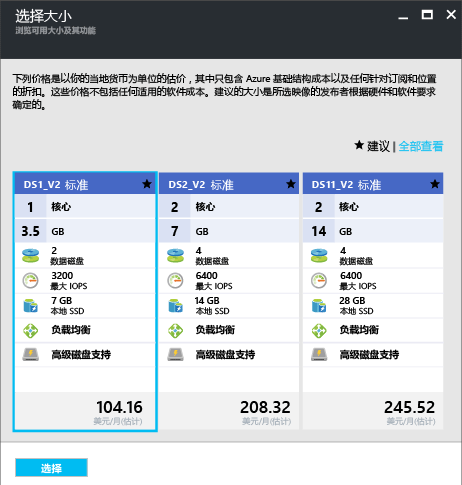 选择大小
浏览可用大小及其功能
下列价格是以你的当地货币为单位的估价，其中只包含 Azure 基础结构成本以及任何针对订阅和位置
的折扣。这些价格不包括任何适用的软件成本。建议的大小是所选映像的发布者根据硬件和软件要求
确定的。
★ 建议 | 全部查看
DS1_V2 标准 ★ DS2_V2 标准 ★ DS11_V2 标准 ★
1 核心 2 核心 2 核心
3.5 GB 7 GB 14 GB
2 4 4
数据磁盘 数据磁盘 数据磁盘
3200 6400 6400
最大 IOPS 最大 IOPS 最大 IOPS
7 GB 14 GB 28 GB
本地 SSD 本地 SSD 本地 SSD
负载均衡 负载均衡 负载均衡
高级磁盘支持 高级磁盘支持 高级磁盘支持
104.16 208.32 245.52
美元/月(估计) 美元/月(估计) 美元/月(估计)
选择